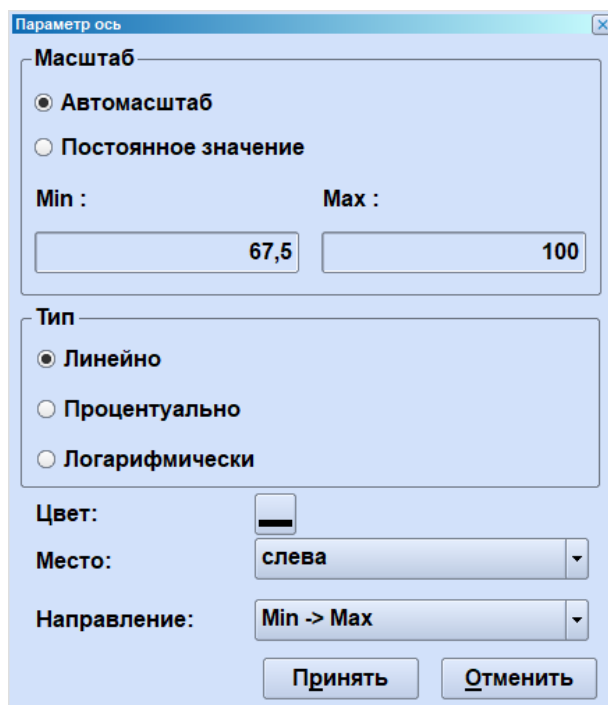 Параметр ось
Масштаб
Автомасштаб
Постоянное значение
Min : Max :
67,5 100
Тип
Линейно
Процентуально
Логарифмически
Цвет:
Место: слева
Направление: Min -> Max
Принять Отменить